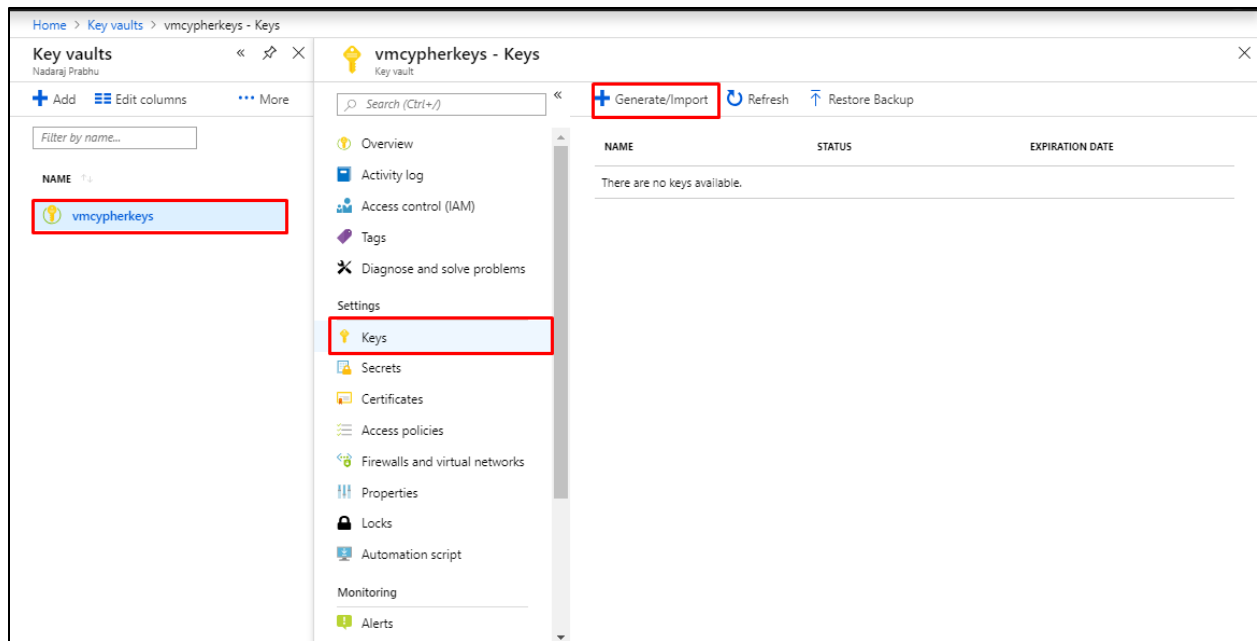 Home > Key vaults > vmcypherkeys - Keys
Key vaults
Nadaraj Prabhu
Add Edit columns ••• More
Filter by name...
NAME
vmcypherkeys
vmcypherkeys - Keys
Key vault
Search (Ctrl+/)
Overview
Activity log
Access control (IAM)
Tags
Diagnose and solve problems
Settings
Keys
Secrets
Certificates
Access policies
Firewalls and virtual networks
Properties
Locks
Automation script
Monitoring
Alerts
Generate/Import Refresh Restore Backup
NAME STATUS EXPIRATION DATE
There are no keys available.